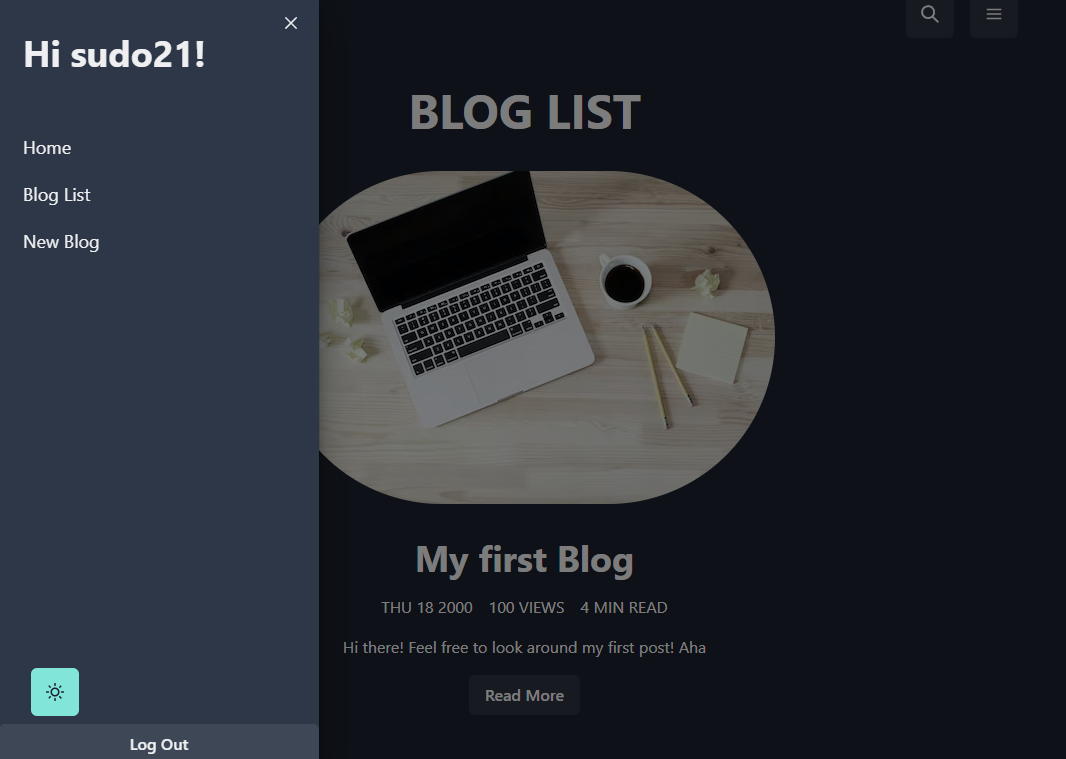 Hi sudo21!
Home
Blog List
New Blog
Log Out
BLOG LIST
My first Blog
THU 18 2000 100 VIEWS 4 MIN READ
Hi there! Feel free to look around my first post! Aha
Read More